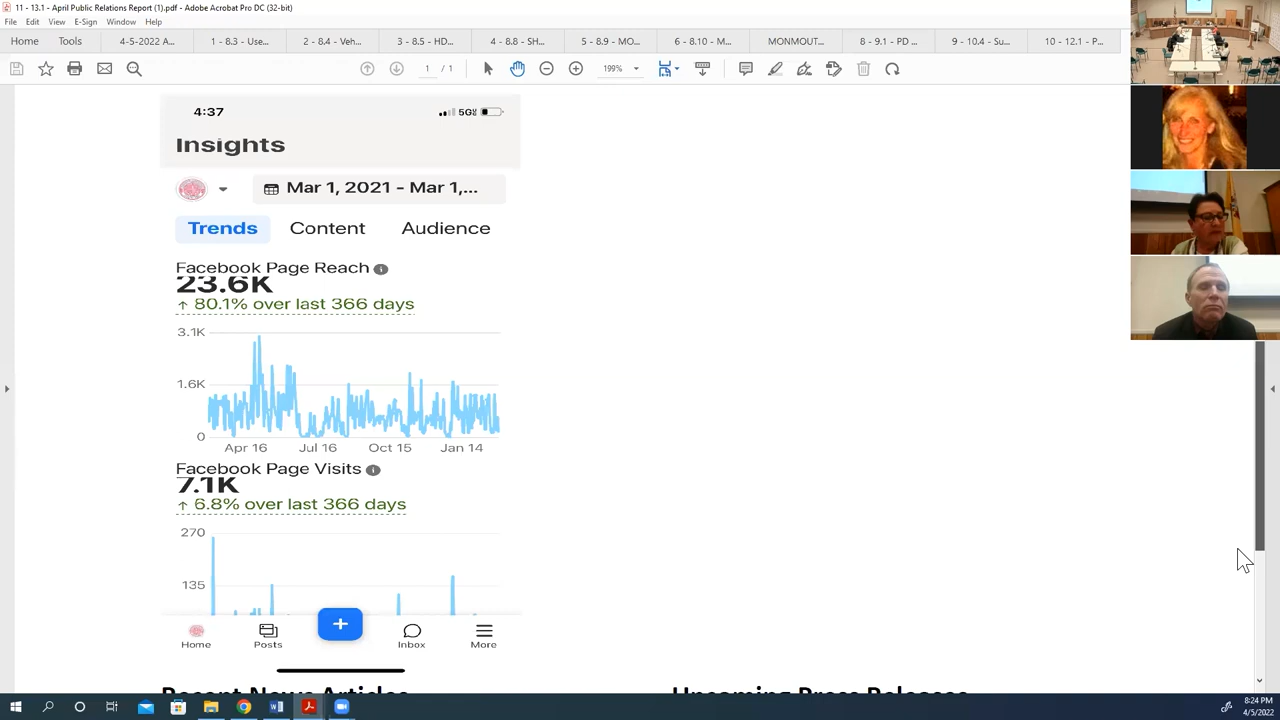 11 - 13.1 - April Public Relations Report (1).pdf - Adobe Acrobat Pro DC (32-bit)
File Edit View E-Sign Window Help
Home Tools 4-5-2022 A... 1 - 8.3 - Use... 2 - 8.4 - Veh... 3 - 8.5 - HD... 8.8 - H... 5 - 8.9 - MO... 6 - 8.10 - M... MONMOUT... 8 - 9.1 - PD ... 10.4 - Su... 10 - 12.1 - P...
1 / 1 199%
4:37 5G
Insights
Mar 1, 2021 - Mar 1,...
Trends Content Audience
Facebook Page Reach
23.6K
↑ 80.1% over last 366 days
3.1K
1.6K
0
Apr 16 Jul 16 Oct 15 Jan 14
Facebook Page Visits
7.1K
↑ 6.8% over last 366 days
270
135
Home Posts Inbox More
Recent News Articles Upcoming Press Releases
8:24 PM
4/5/2022